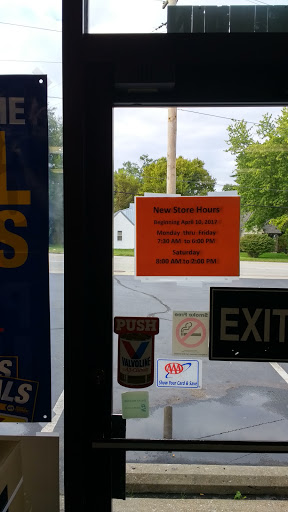 New Store Hours
Beginning April 10, 2017
Monday thru Friday
7:30 AM to 6:00 PM
Saturday
8:00 AM to 2:00 PM
L
S
ALS
PUSH
VALVOLINE
AAA
Show Your Card & Save
EXIT